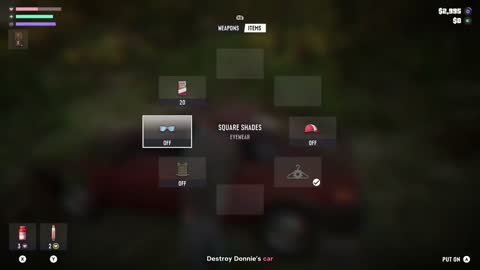 $2,995
$0
WEAPONS ITEMS
20
SQUARE SHADES
EYEWEAR
OFF
OFF
OFF
3
2
X
Y
Destroy Donnie's car
PUT ON A